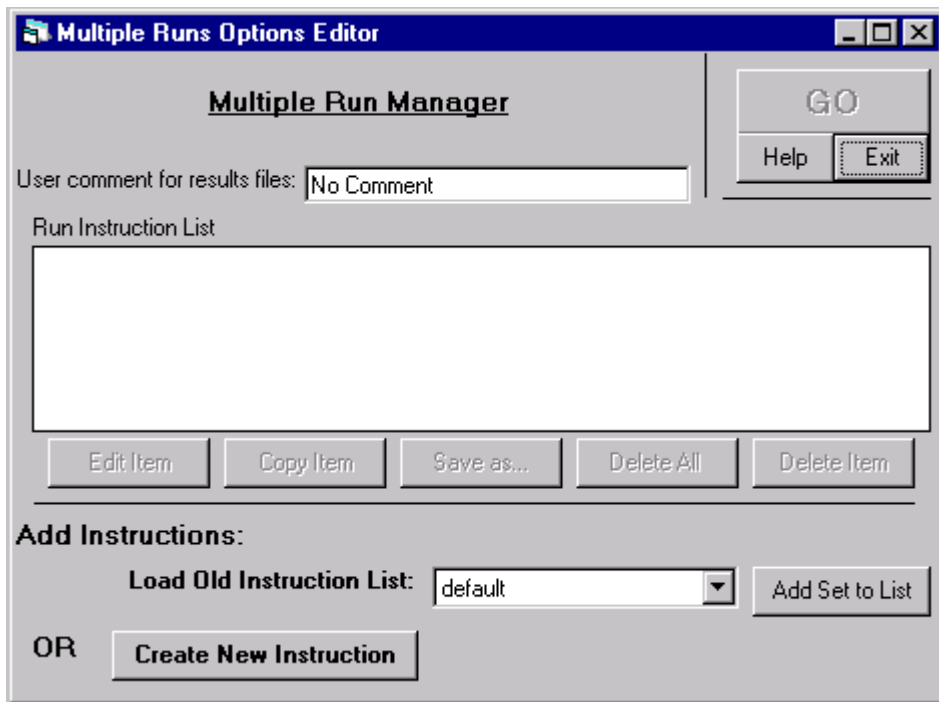 Multiple Runs Options Editor
Multiple Run Manager
GO
Help Exit
User comment for results files: No Comment
Run Instruction List
Edit Item Copy Item Save as... Delete All Delete Item
Add Instructions:
Load Old Instruction List: default Add Set to List
OR Create New Instruction